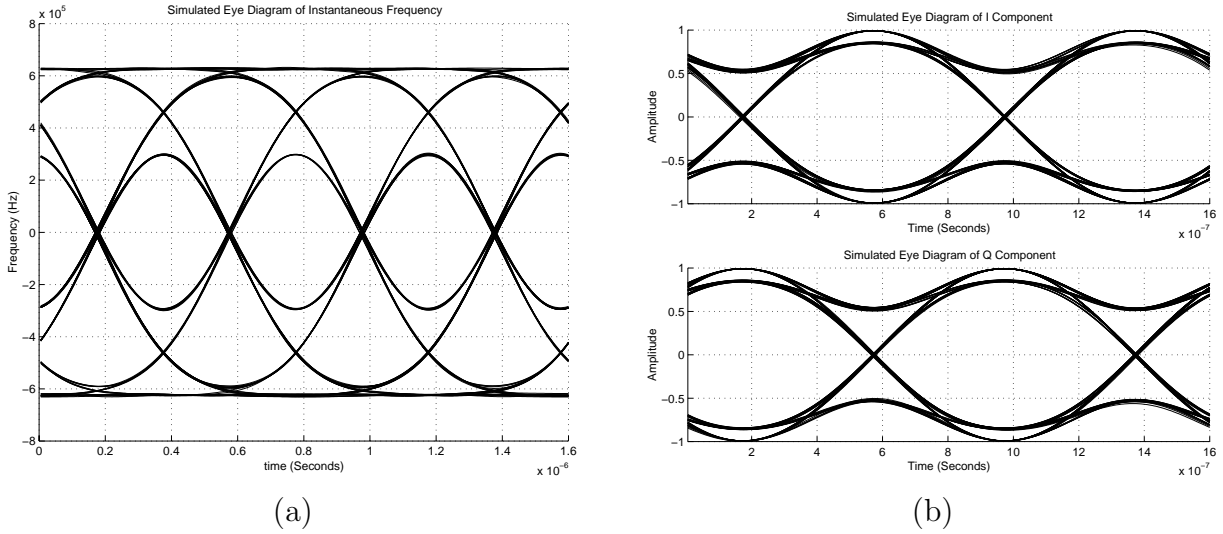 Simulated Eye Diagram of Instantaneous Frequency
x 10^5
8
6
4
2
0
−2
−4
−6
−8
Frequency (Hz)
0 0.2 0.4 0.6 0.8 1 1.2 1.4 1.6
time (Seconds)
x 10^−6
(a)
Simulated Eye Diagram of I Component
1
0.5
0
−0.5
−1
Amplitude
2 4 6 8 10 12 14 16
Time (Seconds)
x 10^−7
Simulated Eye Diagram of Q Component
1
0.5
0
−0.5
−1
Amplitude
2 4 6 8 10 12 14 16
Time (Seconds)
x 10^−7
(b)